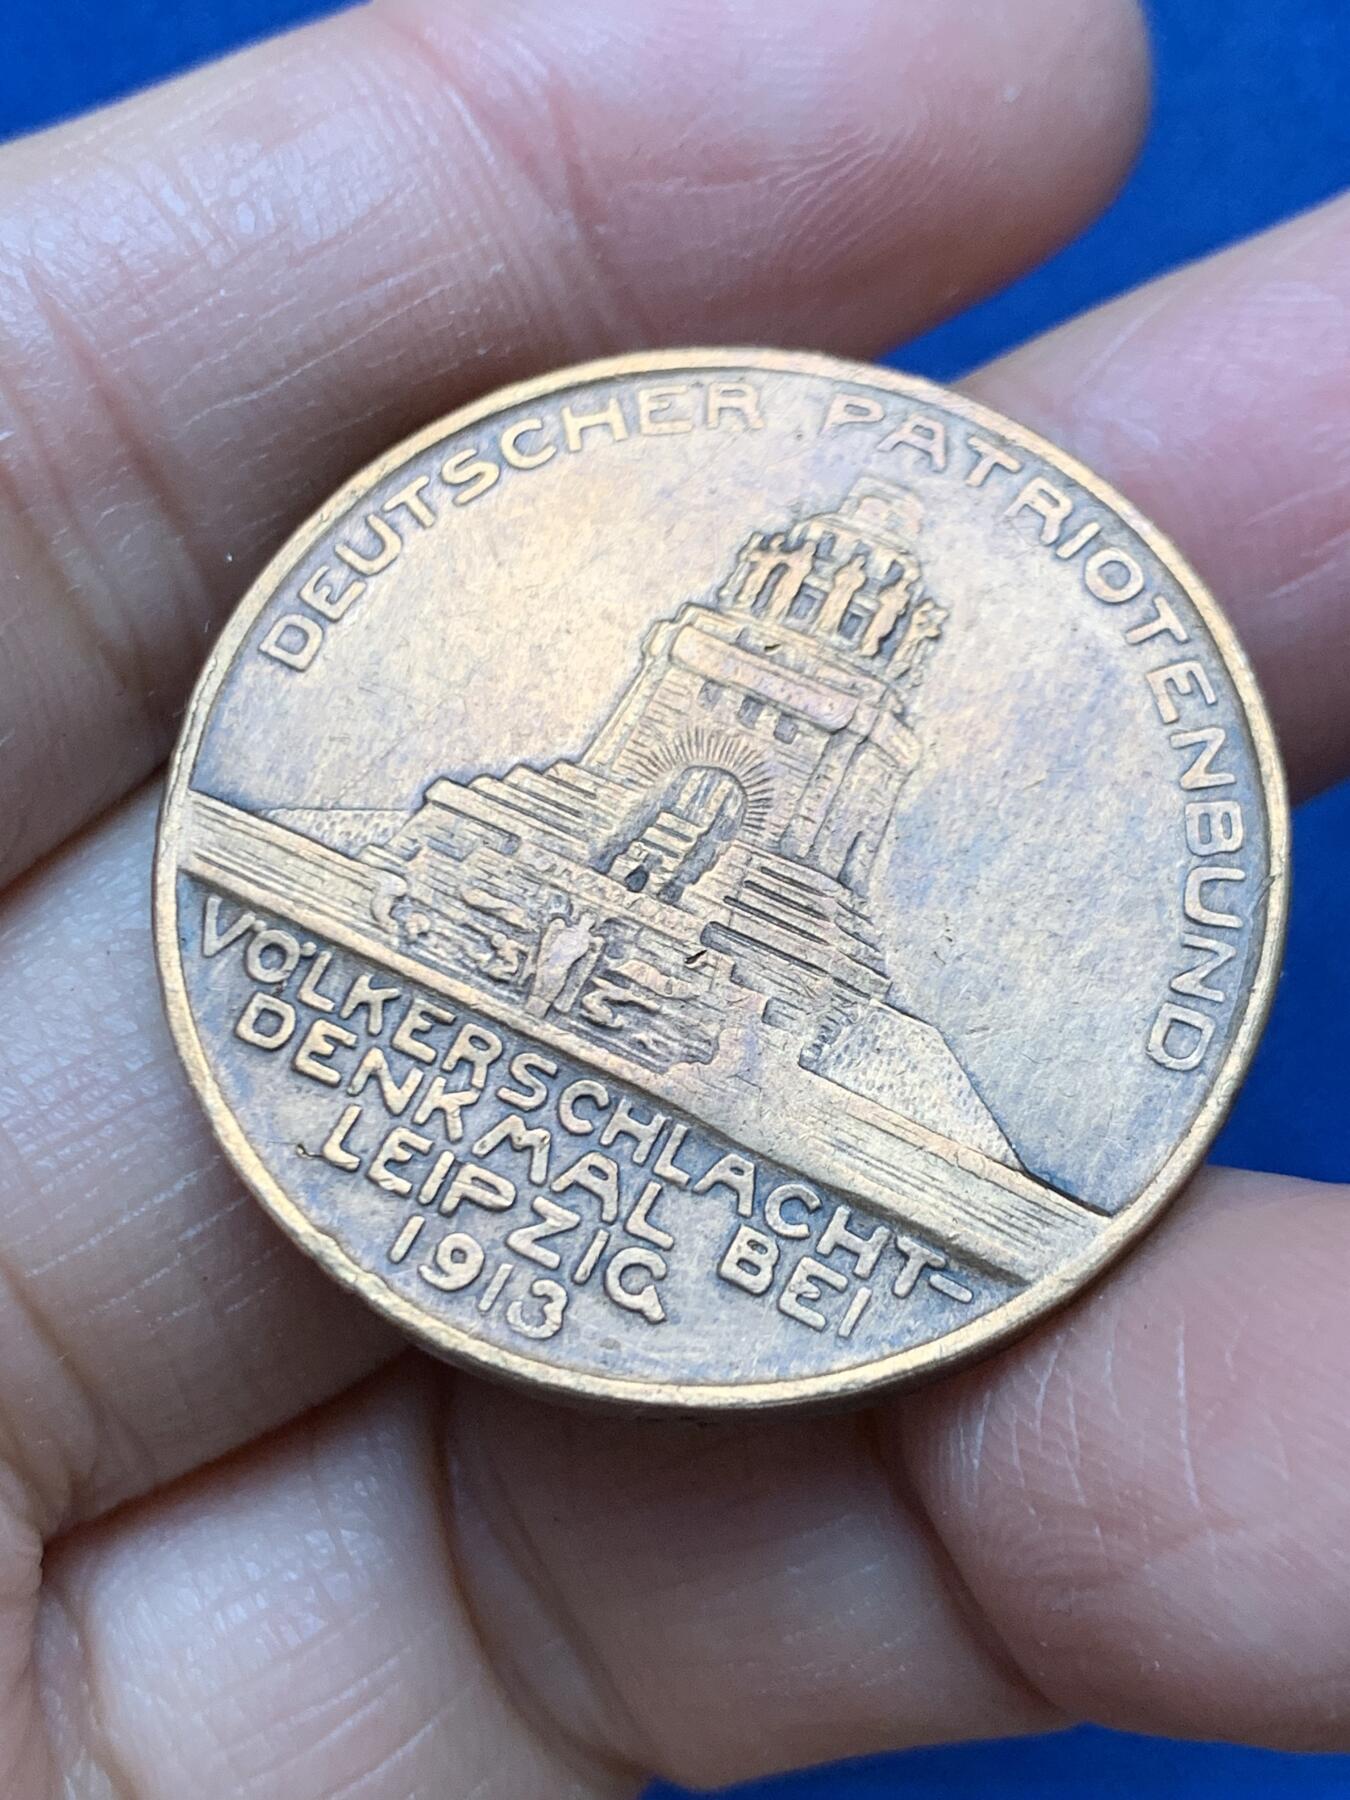 DEUTSCHER PATRIOTENBUND
VÖLKERSCHLACHT-
DENKMAL BEI
LEIPZIG
1913